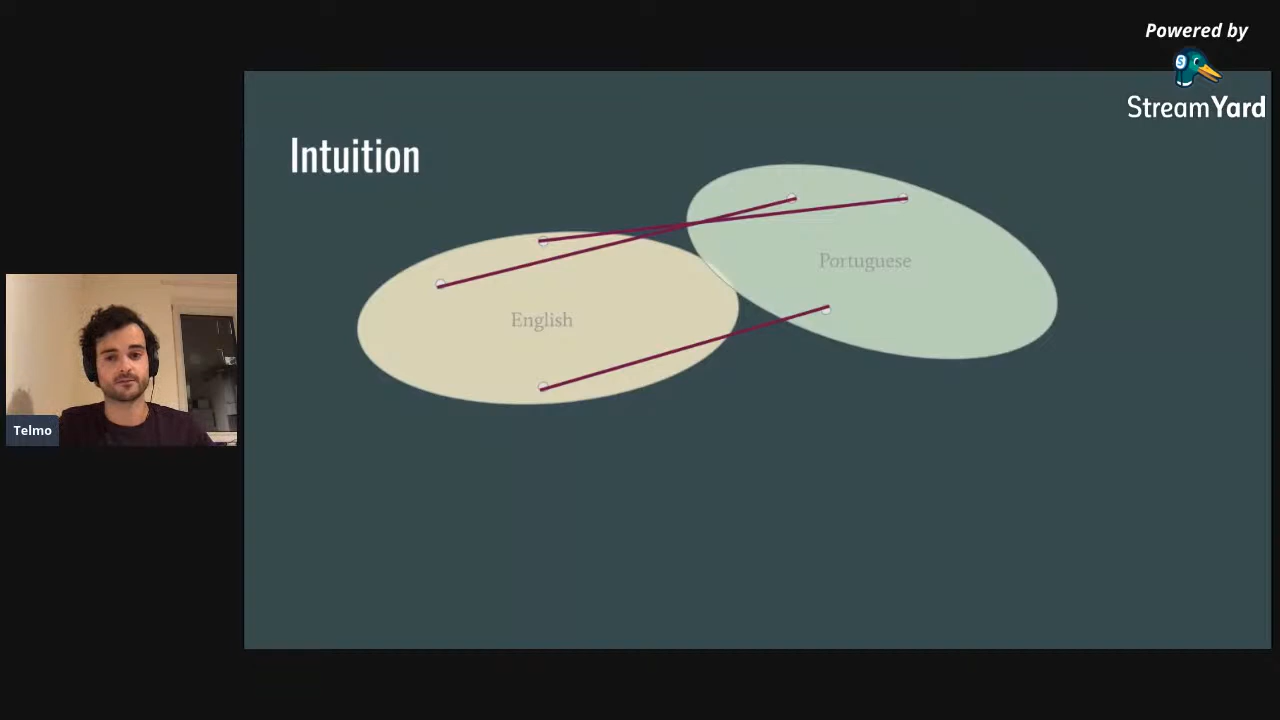 Powered by
StreamYard
Intuition
Portuguese
English
Telmo